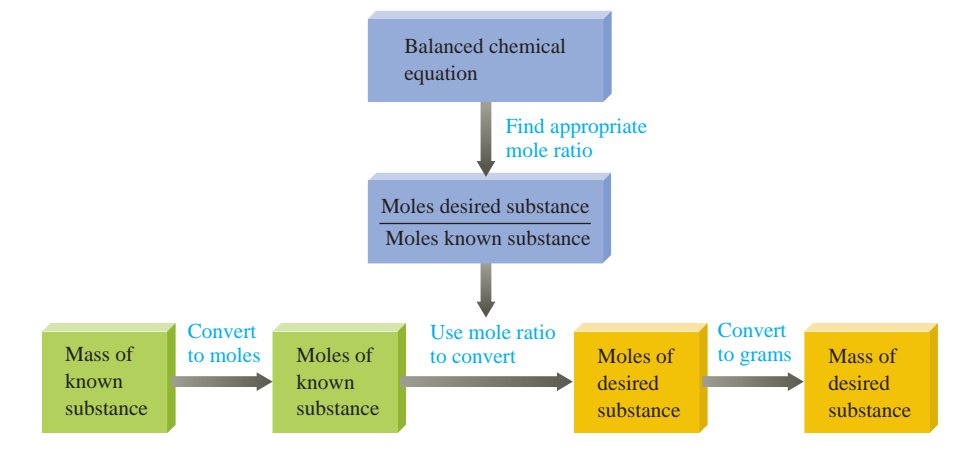 Balanced chemical
equation
Find appropriate
mole ratio
Moles desired substance
Moles known substance
Mass of
known
substance
Convert
to moles
Moles of
known
substance
Use mole ratio
to convert
Moles of
desired
substance
Convert
to grams
Mass of
desired
substance